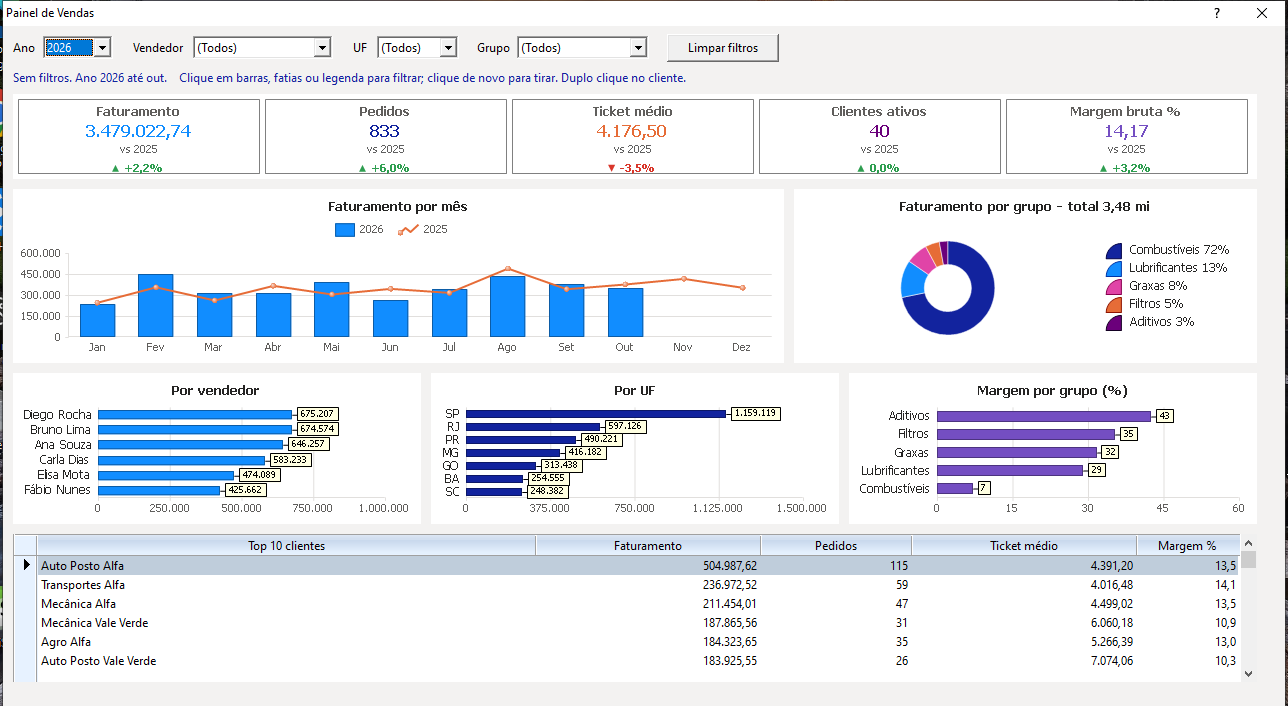 Painel de Vendas
?
Ano 2026 Vendedor (Todos) UF (Todos) Grupo (Todos) Limpar filtros
Sem filtros. Ano 2026 até out. Clique em barras, fatias ou legenda para filtrar; clique de novo para tirar. Duplo clique no cliente.
Faturamento
3.479.022,74
vs 2025
▲ +2,2%
Pedidos
833
vs 2025
▲ +6,0%
Ticket médio
4.176,50
vs 2025
▼ -3,5%
Clientes ativos
40
vs 2025
▲ 0,0%
Margem bruta %
14,17
vs 2025
▲ +3,2%
Faturamento por mês
2026 2025
600.000
450.000
300.000
150.000
0
Jan Fev Mar Abr Mai Jun Jul Ago Set Out Nov Dez
Faturamento por grupo - total 3,48 mi
Combustíveis 72%
Lubrificantes 13%
Graxas 8%
Filtros 5%
Aditivos 3%
Por vendedor
Diego Rocha 675.207
Bruno Lima 674.574
Ana Souza 646.257
Carla Dias 583.233
Elisa Mota 474.089
Fábio Nunes 425.662
0 250.000 500.000 750.000 1.000.000
Por UF
SP 1.159.119
RJ 597.126
PR 490.221
MG 416.182
GO 313.438
BA 254.555
SC 248.382
0 375.000 750.000 1.125.000 1.500.000
Margem por grupo (%)
Aditivos 43
Filtros 35
Graxas 32
Lubrificantes 29
Combustíveis 7
0 15 30 45 60
Top 10 clientes Faturamento Pedidos Ticket médio Margem %
Auto Posto Alfa 504.987,62 115 4.391,20 13,5
Transportes Alfa 236.972,52 59 4.016,48 14,1
Mecânica Alfa 211.454,01 47 4.499,02 13,5
Mecânica Vale Verde 187.865,56 31 6.060,18 10,9
Agro Alfa 184.323,65 35 5.266,39 13,0
Auto Posto Vale Verde 183.925,55 26 7.074,06 10,3